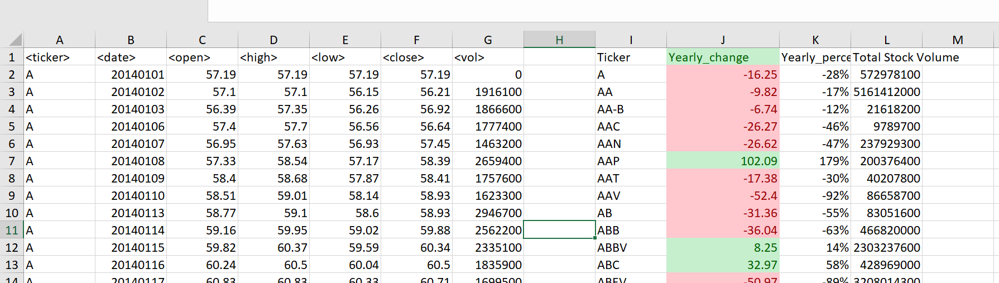 A B C D E F G H I J K L M
1 <ticker> <date> <open> <high> <low> <close> <vol> Ticker Yearly_change Yearly_perce Total Stock Volume
2 A 20140101 57.19 57.19 57.19 57.19 0 A -16.25 -28% 572978100
3 A 20140102 57.1 57.1 56.15 56.21 1916100 AA -9.82 -17% 5161412000
4 A 20140103 56.39 57.35 56.26 56.92 1866600 AA-B -6.74 -12% 21618200
5 A 20140106 57.4 57.7 56.56 56.64 1777400 AAC -26.27 -46% 9789700
6 A 20140107 56.95 57.63 56.93 57.45 1463200 AAN -26.62 -47% 237929300
7 A 20140108 57.33 58.54 57.17 58.39 2659400 AAP 102.09 179% 200376400
8 A 20140109 58.4 58.68 57.87 58.41 1757600 AAT -17.38 -30% 40207800
9 A 20140110 58.51 59.01 58.14 58.93 1623300 AAV -52.4 -92% 86658700
10 A 20140113 58.77 59.1 58.6 58.93 2946700 AB -31.36 -55% 83051600
11 A 20140114 59.16 59.95 59.02 59.88 2562200 ABB -36.04 -63% 466820000
12 A 20140115 59.82 60.37 59.59 60.34 2335100 ABBV 8.25 14% 2303237600
13 A 20140116 60.24 60.5 60.04 60.5 1835900 ABC 32.97 58% 428969000
14 A 20140117 60.83 60.83 60.33 60.71 1699500 ABEV -50.97 -89% 3208014300